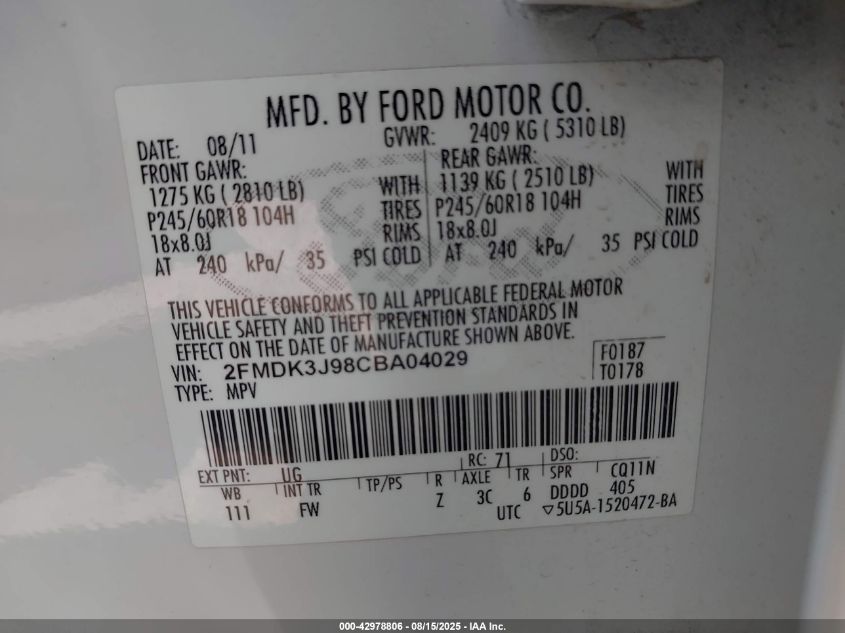 MFD. BY FORD MOTOR CO.
DATE: 08/11 GVWR: 2409 KG ( 5310 LB)
FRONT GAWR: REAR GAWR:
1275 KG ( 2810 LB) WITH 1139 KG ( 2510 LB) WITH
P245/60R18 104H TIRES P245/60R18 104H TIRES
18x8.0J RIMS 18x8.0J RIMS
AT 240 kPa/ 35 PSI COLD AT 240 kPa/ 35 PSI COLD
THIS VEHICLE CONFORMS TO ALL APPLICABLE FEDERAL MOTOR
VEHICLE SAFETY AND THEFT PREVENTION STANDARDS IN
EFFECT ON THE DATE OF MANUFACTURE SHOWN ABOVE.
VIN: 2FMDK3J98CBA04029 F0187
TYPE: MPV T0178
EXT PNT: UG RC: 71 DSO:
WB INT TR TP/PS R AXLE TR SPR CQ11N
111 FW Z 3C 6 DDDD 405
UTC ▽5U5A-1520472-BA
000-42978806 - 08/15/2025 - IAA Inc.